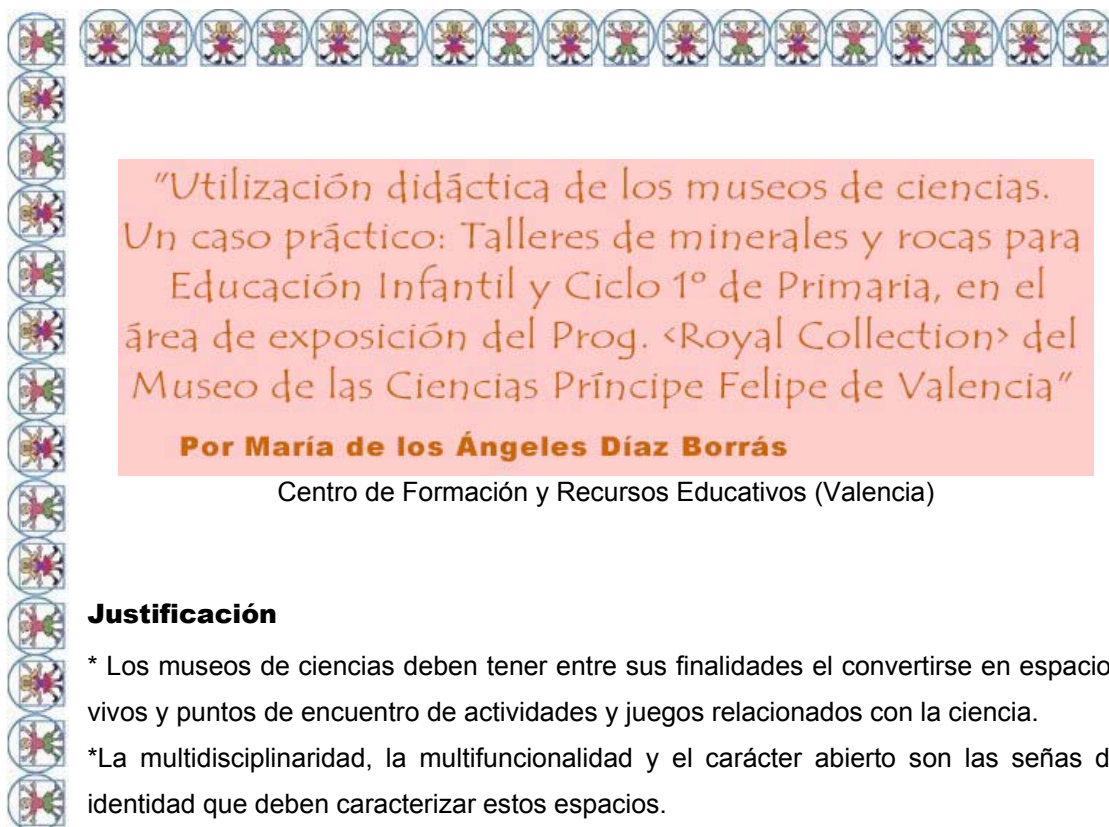 "Utilización didáctica de los museos de ciencias.
Un caso práctico: Talleres de minerales y rocas para
Educación Infantil y Ciclo 1º de Primaria, en el
área de exposición del Prog. <Royal Collection> del
Museo de las Ciencias Príncipe Felipe de Valencia"
Por María de los Ángeles Díaz Borrás
Centro de Formación y Recursos Educativos (Valencia)
Justificación
* Los museos de ciencias deben tener entre sus finalidades el convertirse en espacio
vivos y puntos de encuentro de actividades y juegos relacionados con la ciencia.
*La multidisciplinaridad, la multifuncionalidad y el carácter abierto son las señas d
identidad que deben caracterizar estos espacios.